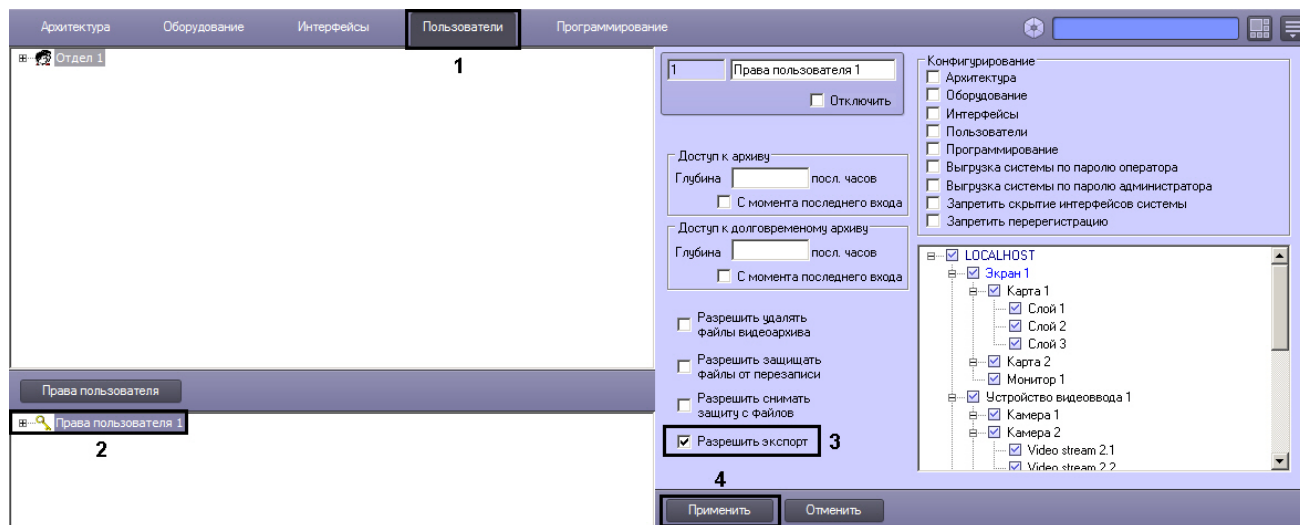 Архитектура Оборудование Интерфейсы Пользователи Программирование
Отдел 1
1
Права пользователя
Права пользователя 1
2
1 Права пользователя 1
Отключить
Доступ к архиву
Глубина посл. часов
С момента последнего входа
Доступ к долговременому архиву
Глубина посл. часов
С момента последнего входа
Разрешить удалять
файлы видеоархива
Разрешить защищать
файлы от перезаписи
Разрешить снимать
защиту с файлов
Разрешить экспорт 3
Конфигурирование
Архитектура
Оборудование
Интерфейсы
Пользователи
Программирование
Выгрузка системы по паролю оператора
Выгрузка системы по паролю администратора
Запретить скрытие интерфейсов системы
Запретить перерегистрацию
LOCALHOST
Экран 1
Карта 1
Слой 1
Слой 2
Слой 3
Карта 2
Монитор 1
Устройство видеоввода 1
Камера 1
Камера 2
Video stream 2.1
Video stream 2.2
4
Применить Отменить